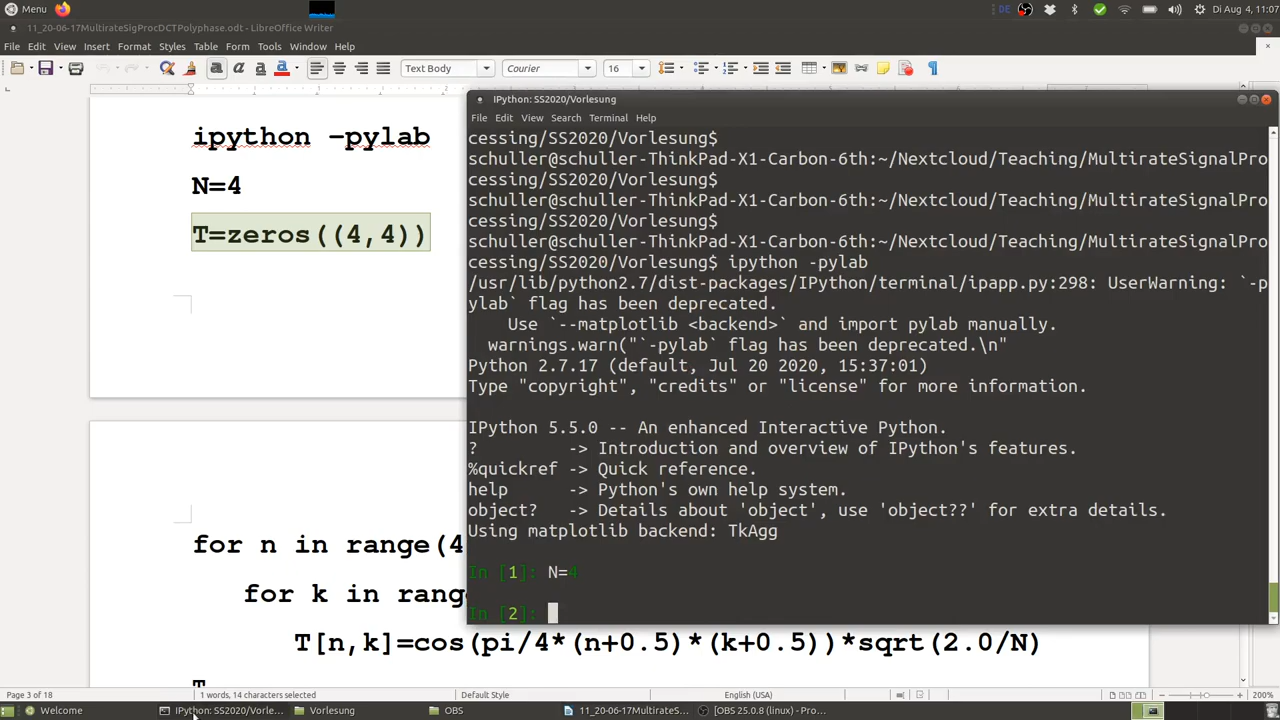 Menu
DE
Di Aug 4, 11:07
11_20-06-17MultirateSigProcDCTPolyphase.odt - LibreOffice Writer
File Edit View Insert Format Styles Table Form Tools Window Help
Text Body
Courier
16
ipython –pylab
N=4
T=zeros((4,4))
for n in range(4
for k in rang
T[n,k]=cos(pi/4*(n+0.5)*(k+0.5))*sqrt(2.0/N)
T
IPython: SS2020/Vorlesung
File Edit View Search Terminal Help
cessing/SS2020/Vorlesung$
schuller@schuller-ThinkPad-X1-Carbon-6th:~/Nextcloud/Teaching/MultirateSignalPro
cessing/SS2020/Vorlesung$
schuller@schuller-ThinkPad-X1-Carbon-6th:~/Nextcloud/Teaching/MultirateSignalPro
cessing/SS2020/Vorlesung$
schuller@schuller-ThinkPad-X1-Carbon-6th:~/Nextcloud/Teaching/MultirateSignalPro
cessing/SS2020/Vorlesung$ ipython -pylab
/usr/lib/python2.7/dist-packages/IPython/terminal/ipapp.py:298: UserWarning: `-p
ylab` flag has been deprecated.
Use `--matplotlib <backend>` and import pylab manually.
warnings.warn("`-pylab` flag has been deprecated.\n"
Python 2.7.17 (default, Jul 20 2020, 15:37:01)
Type "copyright", "credits" or "license" for more information.
IPython 5.5.0 -- An enhanced Interactive Python.
? -> Introduction and overview of IPython's features.
%quickref -> Quick reference.
help -> Python's own help system.
object? -> Details about 'object', use 'object??' for extra details.
Using matplotlib backend: TkAgg
In [1]: N=4
In [2]:
Page 3 of 18
1 words, 14 characters selected
Default Style
English (USA)
200%
Welcome
IPython: SS2020/Vorle...
Vorlesung
OBS
11_20-06-17Multirates...
[OBS 25.0.8 (linux) - Pro...